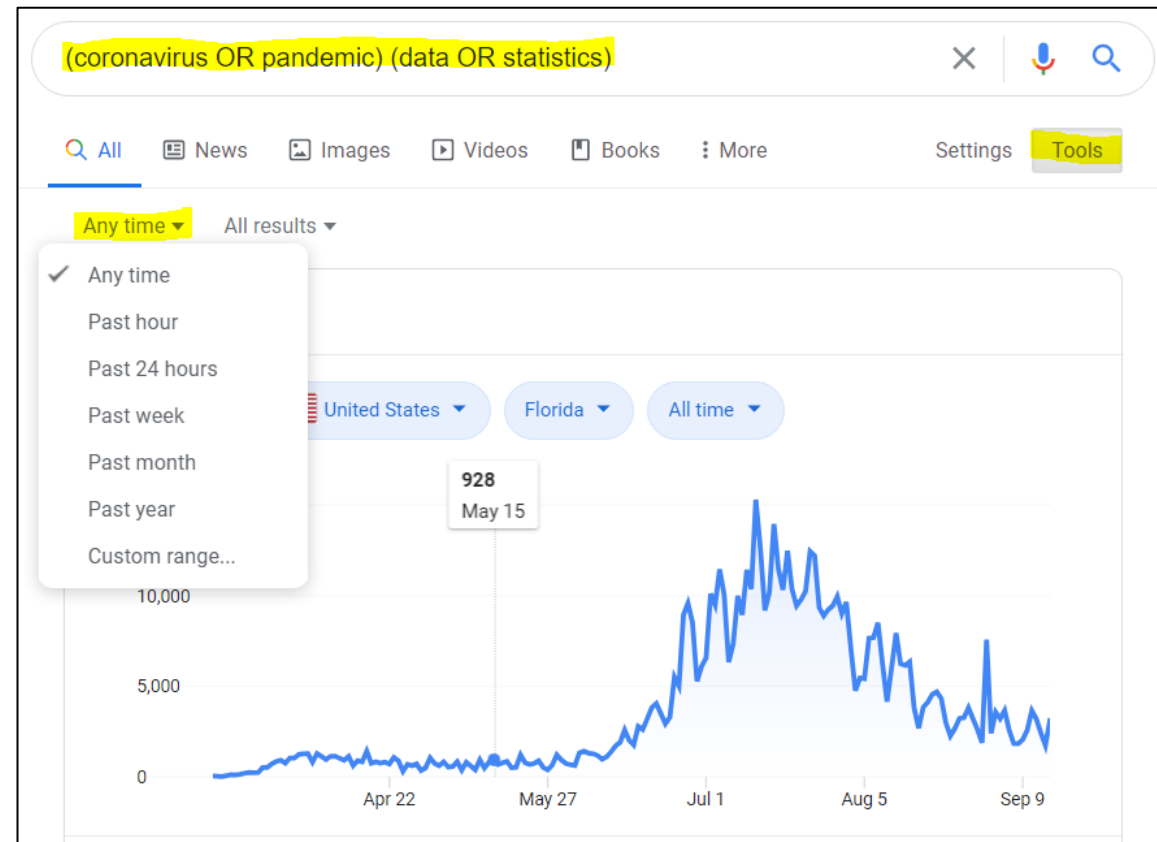 (coronavirus OR pandemic) (data OR statistics)
All News Images Videos Books More Settings Tools
Any time All results
Any time
Past hour
Past 24 hours
Past week
Past month
Past year
Custom range...
United States Florida All time
928
May 15
10,000
5,000
0
Apr 22 May 27 Jul 1 Aug 5 Sep 9